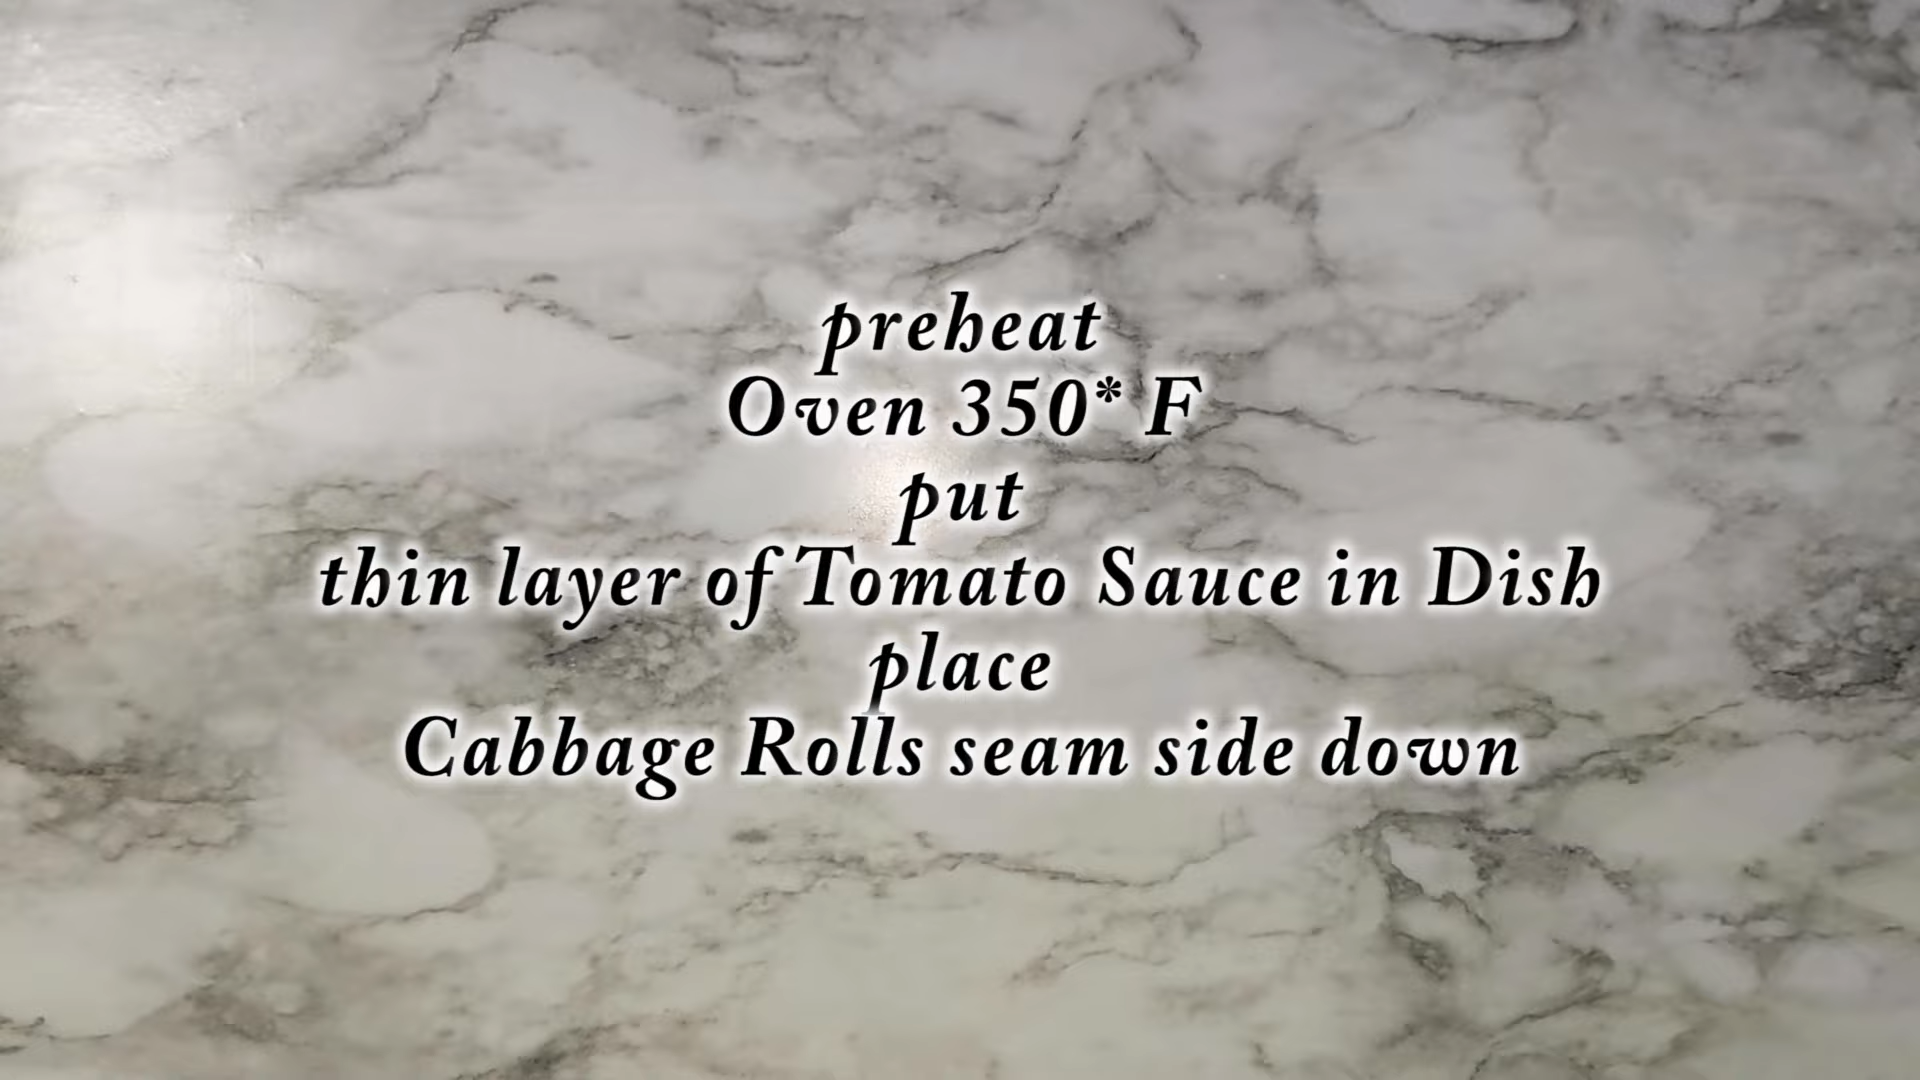 preheat
Oven 350* F
put
thin layer of Tomato Sauce in Dish
place
Cabbage Rolls seam side down